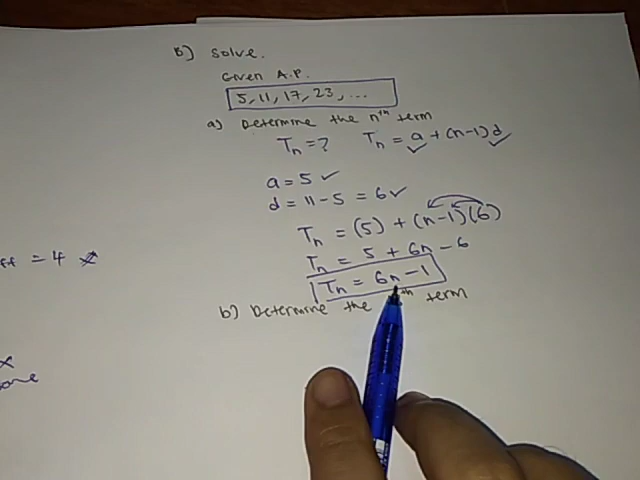 B) Solve.
Given A.P.
5, 11, 17, 23, ...
a) Determine the nth term
Tn = ? Tn = a + (n-1)d
a = 5 ✓
d = 11 - 5 = 6 ✓
Tn = (5) + (n-1)(6)
Tn = 5 + 6n - 6
Tn = 6n - 1
b) Determine the th term
= 4